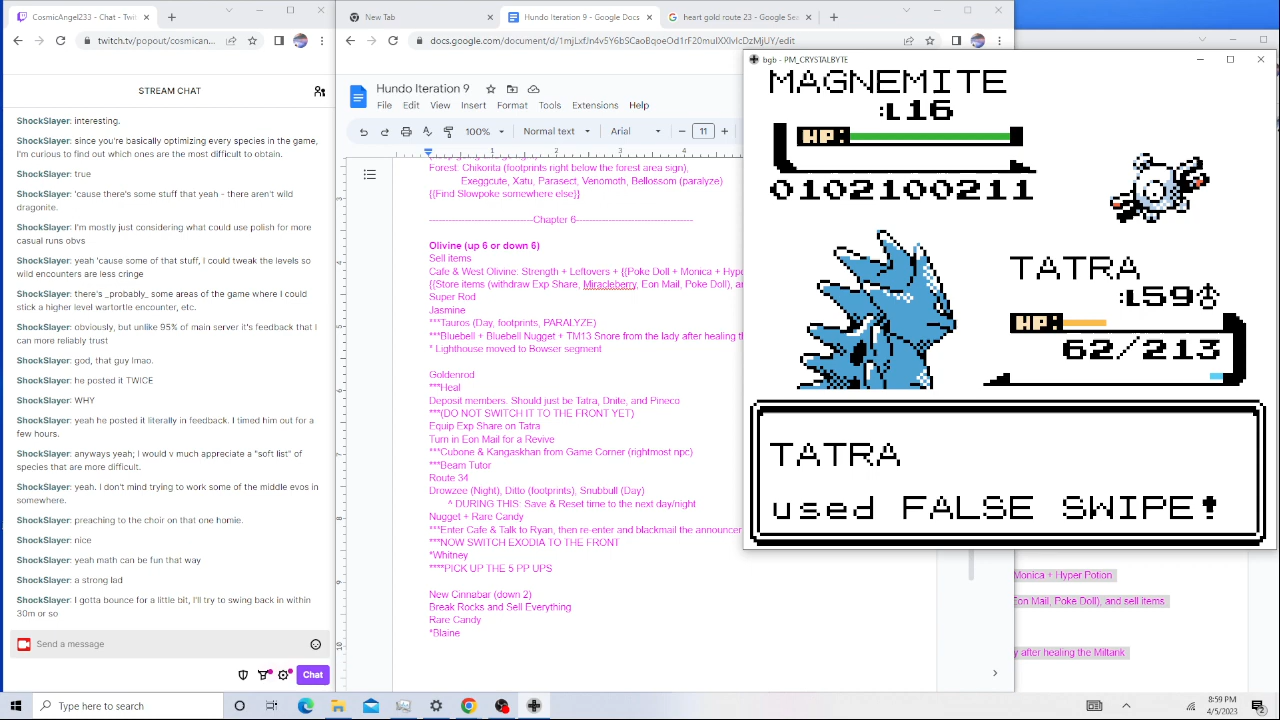 CosmicAngel233 - Chat - Twit
twitch.tv/popout/cosmican...
STREAM CHAT
ShockSlayer: interesting.
ShockSlayer: since you're basically optimizing every species in the game,
I'm curious to find out which ones are the most difficult to obtain.
ShockSlayer: true
ShockSlayer: 'cause there's some stuff that yeah - there aren't wild
dragonite.
ShockSlayer: I'm mostly just considering what could use polish for more
casual runs obvs
ShockSlayer: yeah 'cause some of that stuff, I could tweak the levels so
wild encounters are less cringe
ShockSlayer: there's _probably_ some areas of the game where I could
stick a higher level wartortle encounter, etc.
ShockSlayer: obviously, but unlike 95% of main server it's feedback that I
can more reliably trust
ShockSlayer: god, that guy lmao.
ShockSlayer: he posted it TWICE
ShockSlayer: WHY
ShockSlayer: yeah he posted it literally in feedback. I timed him out for a
few hours.
ShockSlayer: anyways yeah; I would v much appreciate a "soft list" of
species that are more difficult.
ShockSlayer: yeah. I don't mind trying to work some of the middle evos in
somewhere.
ShockSlayer: preaching to the choir on that one homie.
ShockSlayer: nice
ShockSlayer: yeah math can be fun that way
ShockSlayer: a strong lad
ShockSlayer: I gotta bounce for a little bit, I'll try to swing back in within
30m or so
Send a message
Chat
New Tab
Hundo Iteration 9 - Google Docs
heart gold route 23 - Google Se
Hundo Iteration 9
File Edit View Insert Format Tools Extensions Help
100% Normal text Arial 11
1 2 3 4
Forest: Chikorita (footprints right below the forest area sign),
Exeggcute, Xatu, Parasect, Venomoth, Bellossom (paralyze)
{{Find Slowpoke somewhere else}}
Chapter 6
Olivine (up 6 or down 6)
Sell items
Cafe & West Olivine. Strength + Leftovers + {{Poke Doll + Monica + Hype
{{Store items (withdraw Exp Share, Miracleberry, Eon Mail, Poke Doll), an
Super Rod
Jasmine
***Tauros (Day, footprints, PARALYZE)
***Bluebell + Bluebell Nugget + TM13 Snore from the lady after healing th
* Lighthouse moved to Bowser segment
Goldenrod
***Heal
Deposit members. Should just be Tatra, Dnite, and Pineco.
***(DO NOT SWITCH IT TO THE FRONT YET)
Equip Exp Share on Tatra
Turn in Eon Mail for a Revive
***Cubone & Kangaskhan from Game Corner (rightmost npc)
***Beam Tutor
Route 34
Drowzee (Night), Ditto (footprints), Snubbull (Day)
^ DURING THIS: Save & Reset time to the next day/night
Nugget + Rare Candy
***Enter Cafe & Talk to Ryan, then re-enter and blackmail the announcer
***NOW SWITCH EXODIA TO THE FRONT
*Whitney
****PICK UP THE 5 PP UPS
New Cinnabar (down 2)
Break Rocks and Sell Everything
Rare Candy
*Blaine
Monica + Hyper Potion
Eon Mail, Poke Doll), and sell items
y after healing the Miltank
bgb - PM_CRYSTALBYTE
MAGNEMITE
:L16
HP:
0102100211
TATRA
:L59♂
HP:
62/213
TATRA
used FALSE SWIPE!
Type here to search
8:59 PM
4/5/2023
2